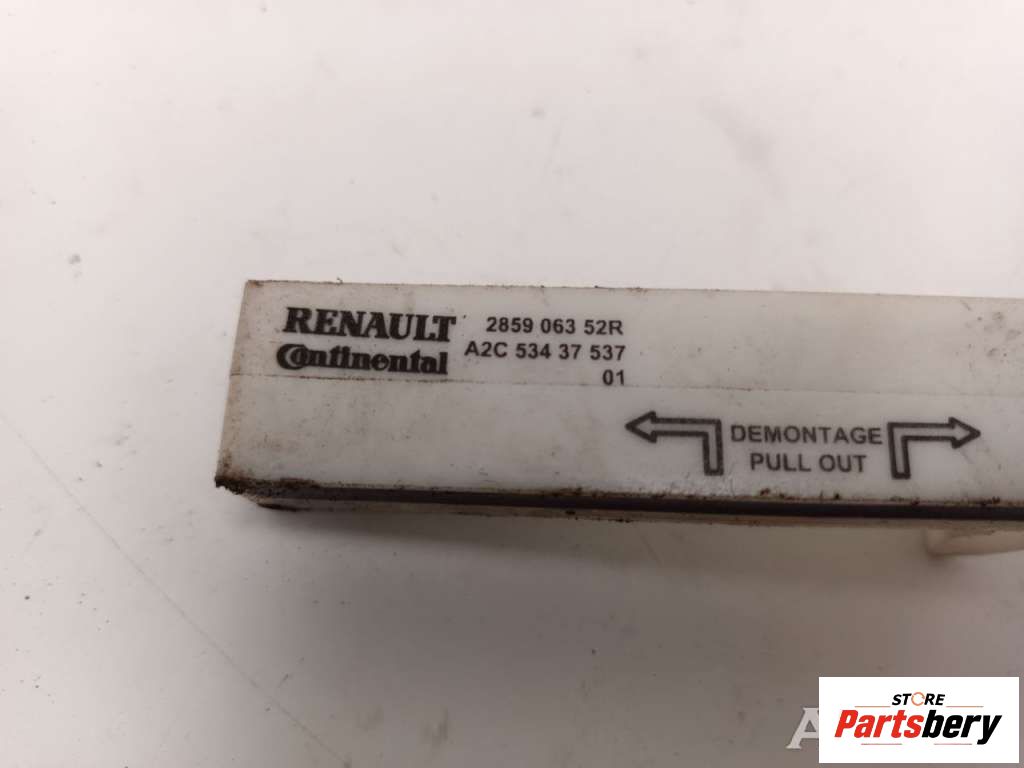 RENAULT 2859 063 52R
Continental A2C 534 37 537
01
DEMONTAGE
PULL OUT
STORE
Partsbery